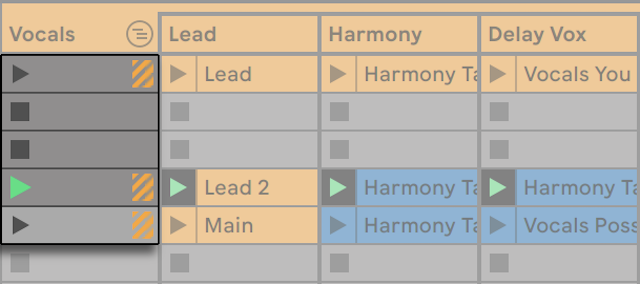 Vocals Lead Harmony Delay Vox
Lead Harmony Ta Vocals You
Lead 2 Harmony Ta Harmony Ta
Main Harmony Ta Vocals Poss